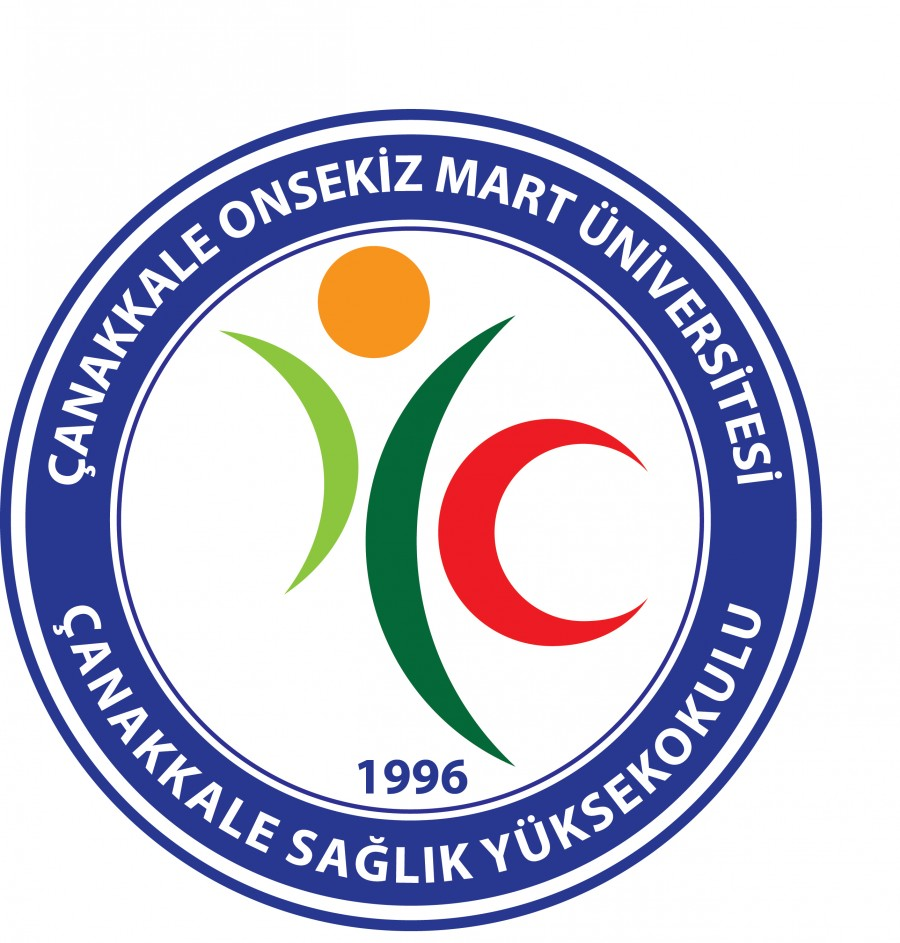 ÇANAKKALE ONSEKİZ MART ÜNİVERSİTESİ
1996
ÇANAKKALE SAĞLIK YÜKSEKOKULU